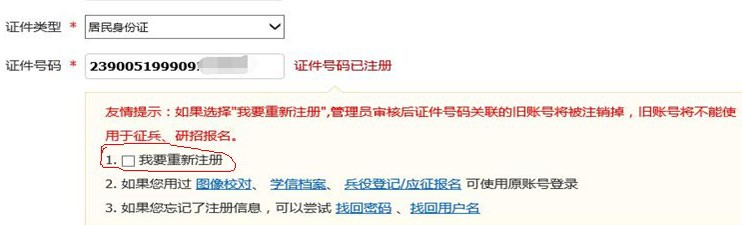 证件类型 * 居民身份证
证件号码 * 23900519990 证件号码已注册
友情提示：如果选择"我要重新注册",管理员审核后证件号码关联的旧账号将被注销掉，旧账号将不能使
用于征兵、研招报名。
1. 我要重新注册
2. 如果您用过 图像校对、 学信档案、 兵役登记/应征报名 可使用原账号登录
3. 如果您忘记了注册信息，可以尝试 找回密码 、找回用户名